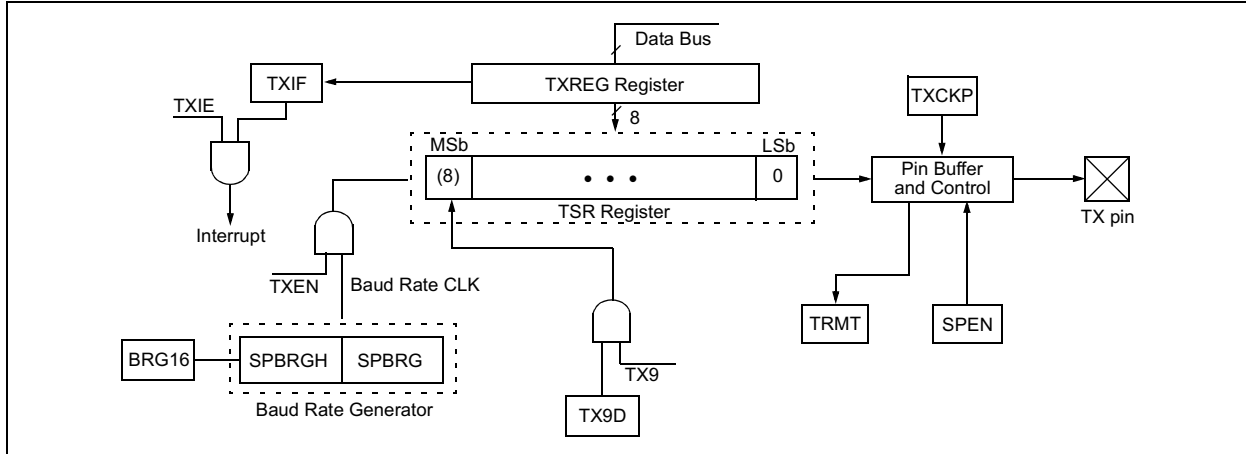 Data Bus
TXIF
TXREG Register
TXIE
8
TXCKP
MSb
LSb
(8)
• • •
0
Pin Buffer
and Control
TSR Register
TX pin
Interrupt
TXEN
Baud Rate CLK
TRMT
SPEN
BRG16
SPBRGH
SPBRG
TX9
Baud Rate Generator
TX9D